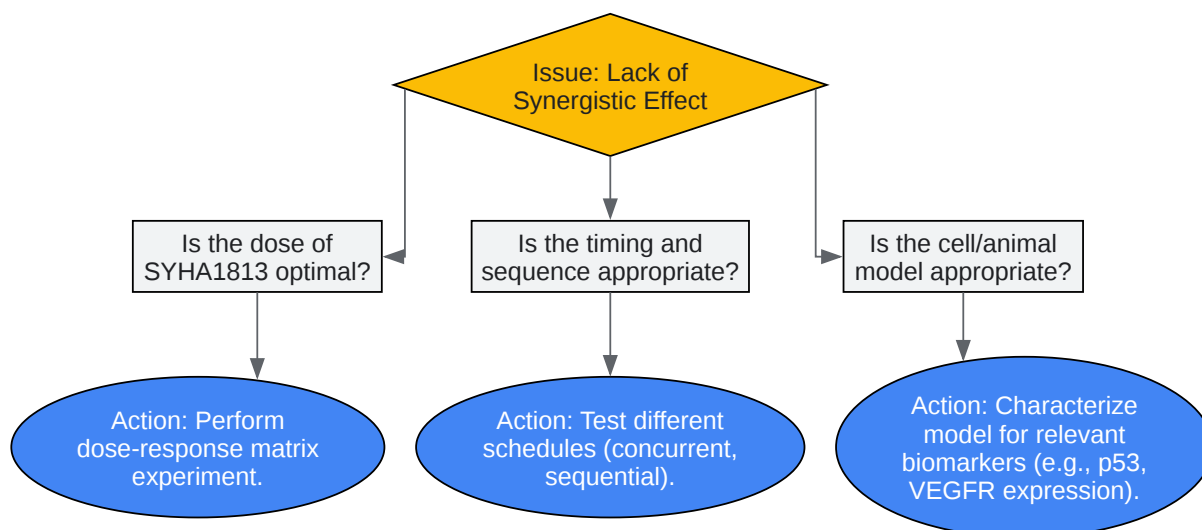 Issue: Lack of
Synergistic Effect
Is the dose of
SYHA1813 optimal?
Is the timing and
sequence appropriate?
Is the cell/animal
model appropriate?
Action: Perform
dose-response matrix
experiment.
Action: Test different
schedules (concurrent,
sequential).
Action: Characterize
model for relevant
biomarkers (e.g., p53,
VEGFR expression).